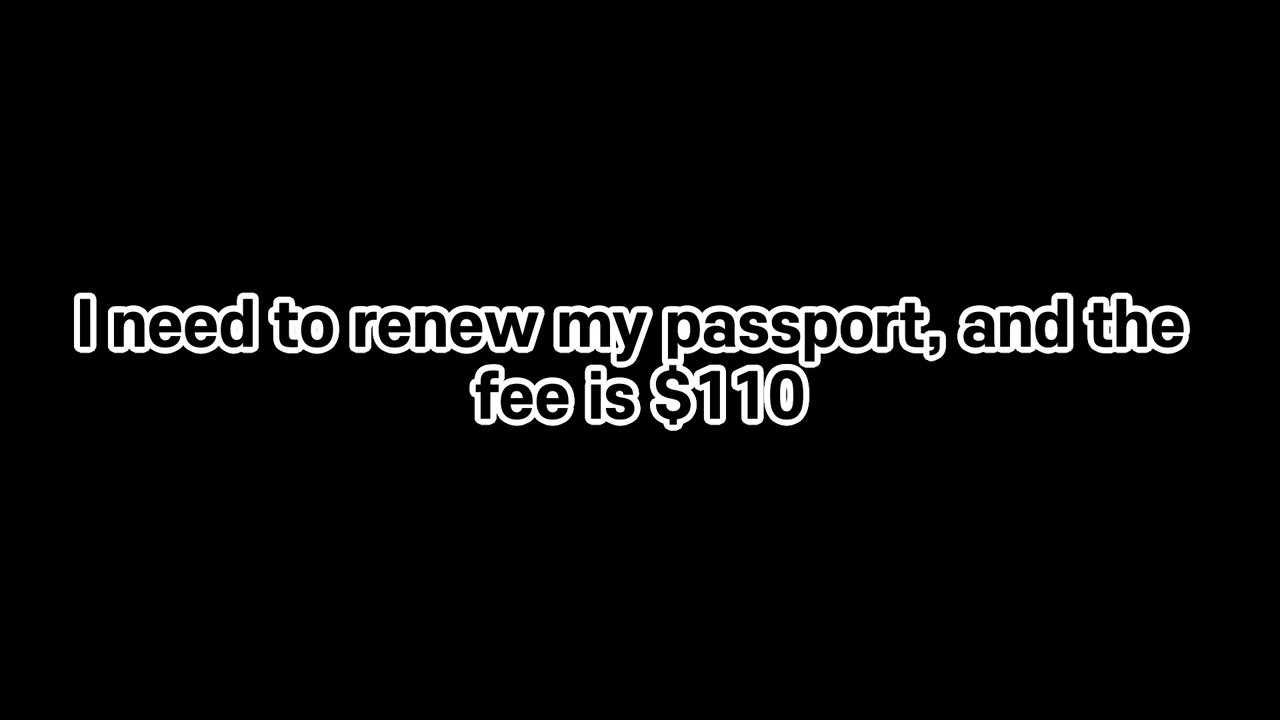 I need to renew my passport, and the
fee is $110